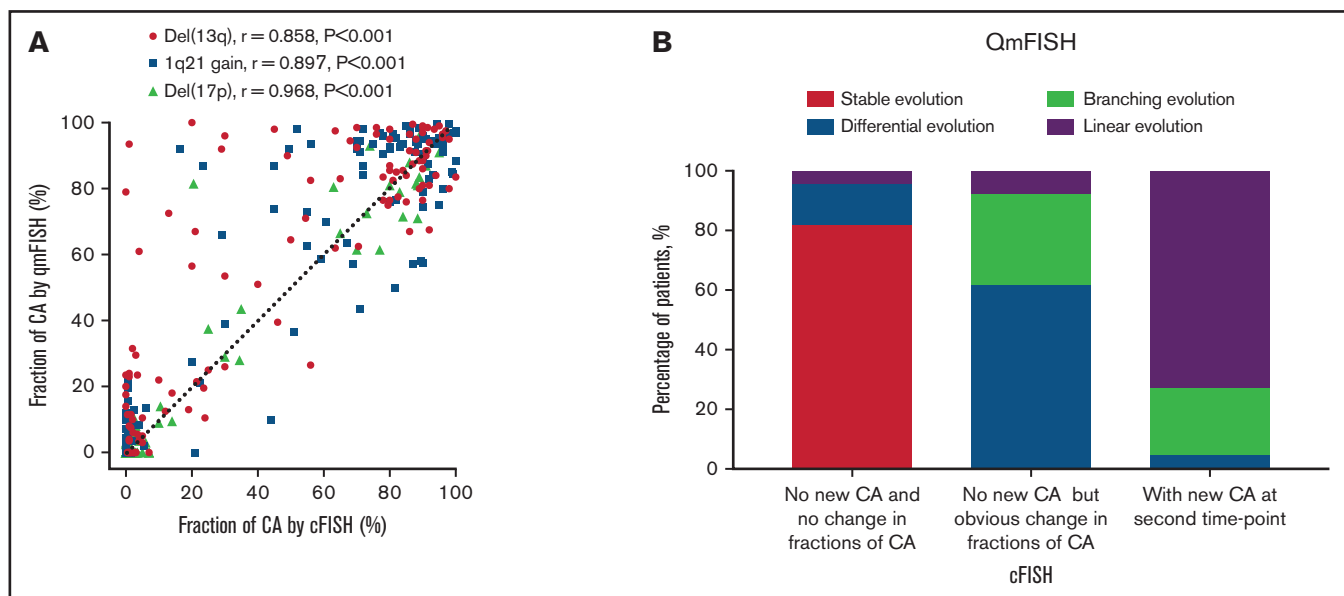 A
Del(13q), r = 0.858, P<0.001
1q21 gain, r = 0.897, P<0.001
Del(17p), r = 0.968, P<0.001
Fraction of CA by qmFISH (%)
100
80
60
40
20
0
0 20 40 60 80 100
Fraction of CA by cFISH (%)
B
QmFISH
Stable evolution
Branching evolution
Differential evolution
Linear evolution
Percentage of patients, %
100
80
60
40
20
0
No new CA and
no change in
fractions of CA
No new CA but
obvious change in
fractions of CA
With new CA at
second time-point
cFISH